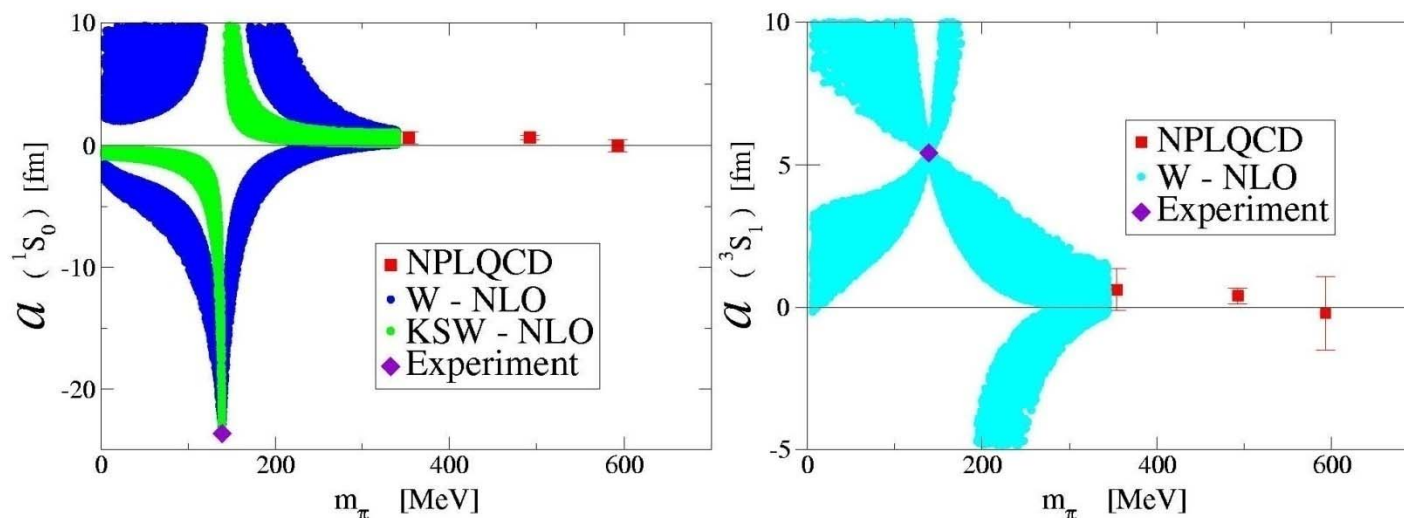 10
0
-10
-20
a ( ¹S₀ ) [fm]
NPLQCD
W - NLO
KSW - NLO
Experiment
0 200 400 600
m_π [MeV]
10
5
0
-5
a ( ³S₁ ) [fm]
NPLQCD
W - NLO
Experiment
0 200 400 600
m_π [MeV]